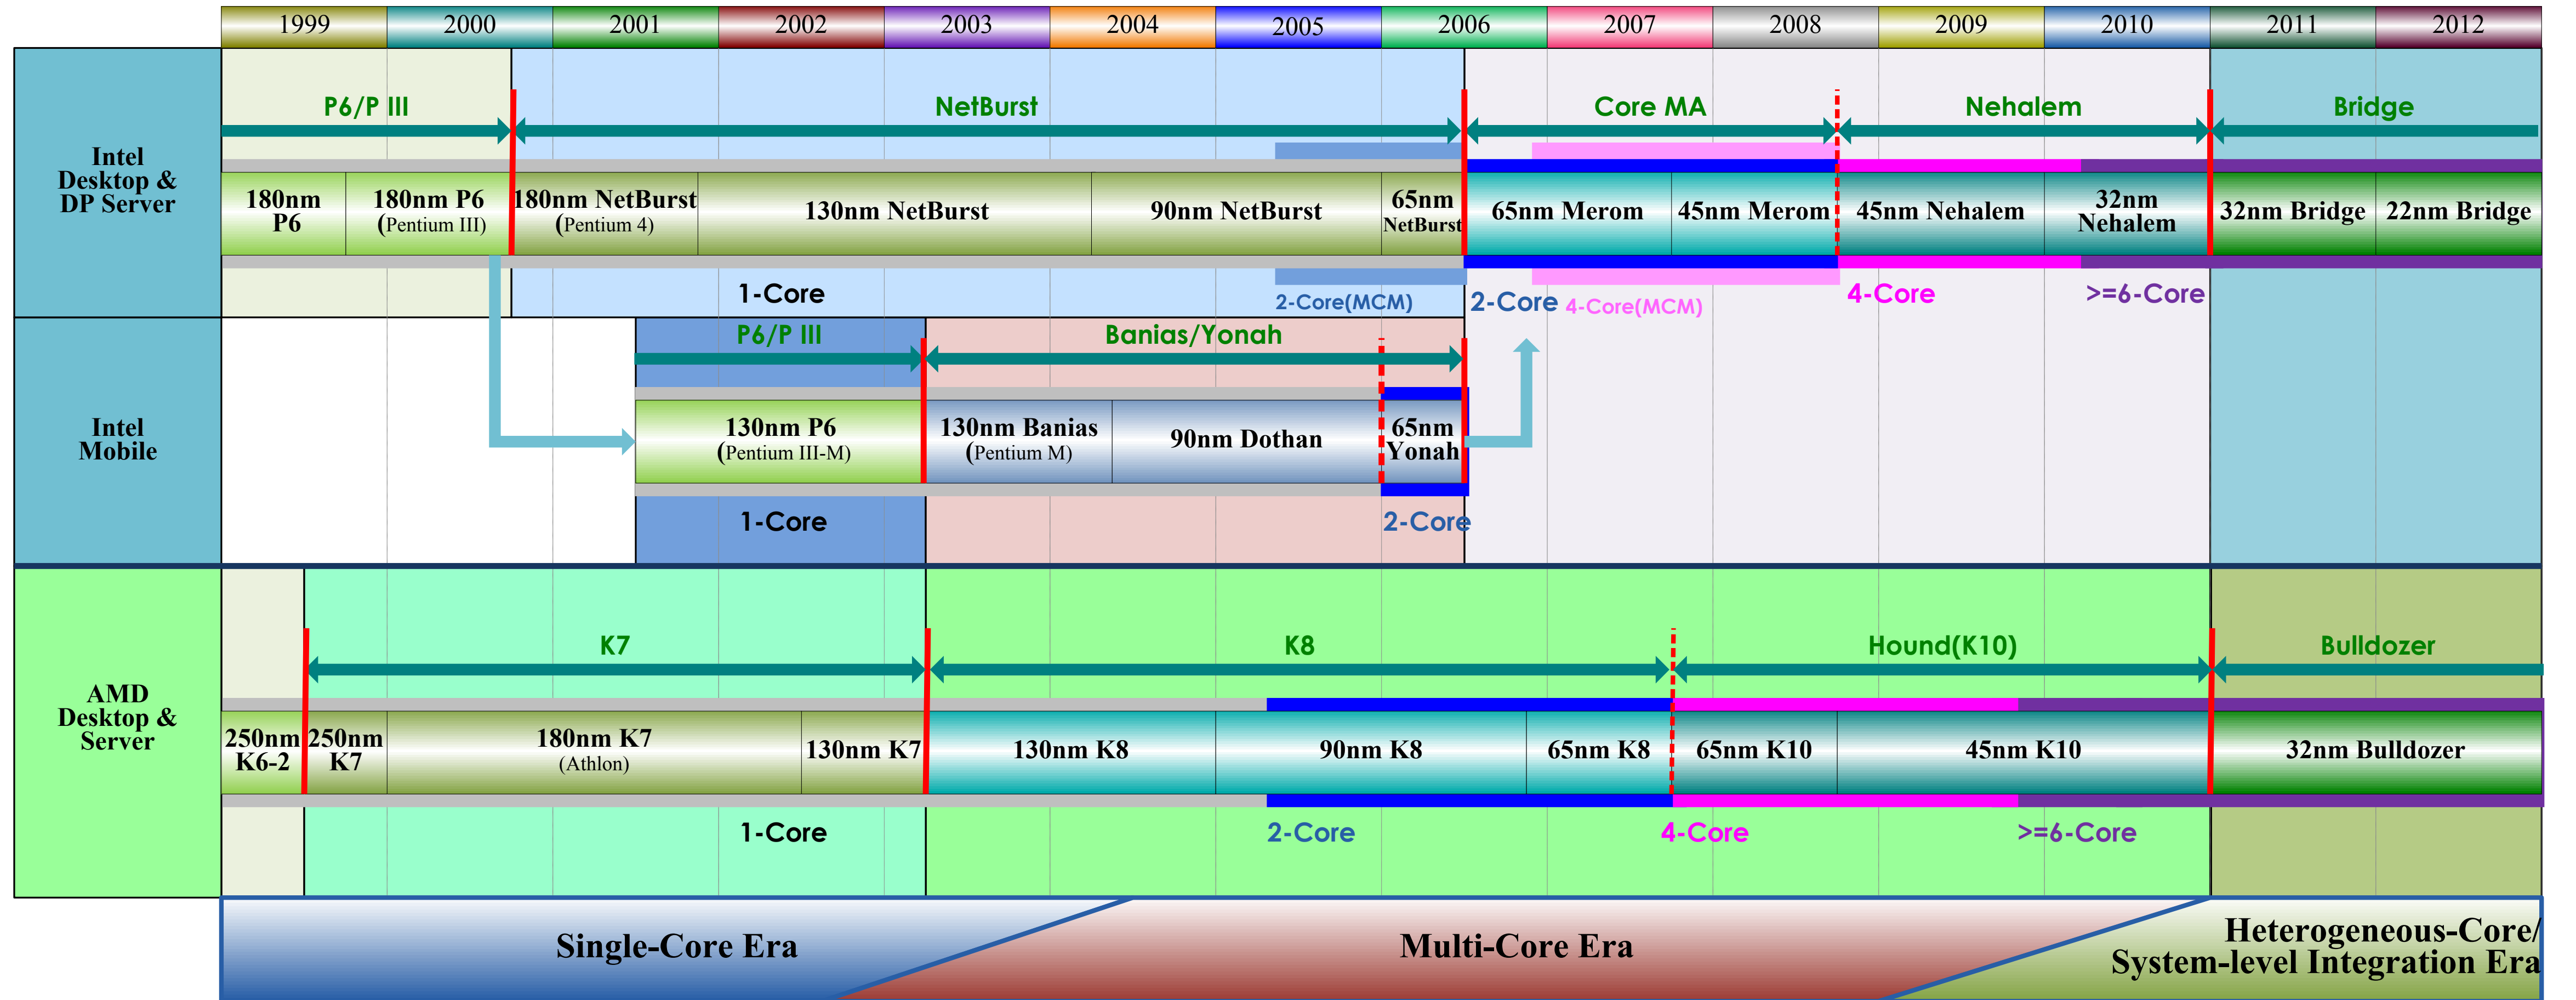 1999 2000 2001 2002 2003 2004 2005 2006 2007 2008 2009 2010 2011 2012
Intel
Desktop &
DP Server
P6/P III NetBurst Core MA Nehalem Bridge
180nm
P6
180nm P6
(Pentium III)
180nm NetBurst
(Pentium 4)
130nm NetBurst
90nm NetBurst
65nm
NetBurst
65nm Merom
45nm Merom
45nm Nehalem
32nm
Nehalem
32nm Bridge
22nm Bridge
1-Core 2-Core(MCM) 2-Core 4-Core(MCM) 4-Core >=6-Core
Intel
Mobile
P6/P III Banias/Yonah
130nm P6
(Pentium III-M)
130nm Banias
(Pentium M)
90nm Dothan
65nm
Yonah
1-Core 2-Core
AMD
Desktop &
Server
K7 K8 Hound(K10) Bulldozer
250nm
K6-2
250nm
K7
180nm K7
(Athlon)
130nm K7
130nm K8
90nm K8
65nm K8
65nm K10
45nm K10
32nm Bulldozer
1-Core 2-Core 4-Core >=6-Core
Single-Core Era
Multi-Core Era
Heterogeneous-Core/
System-level Integration Era